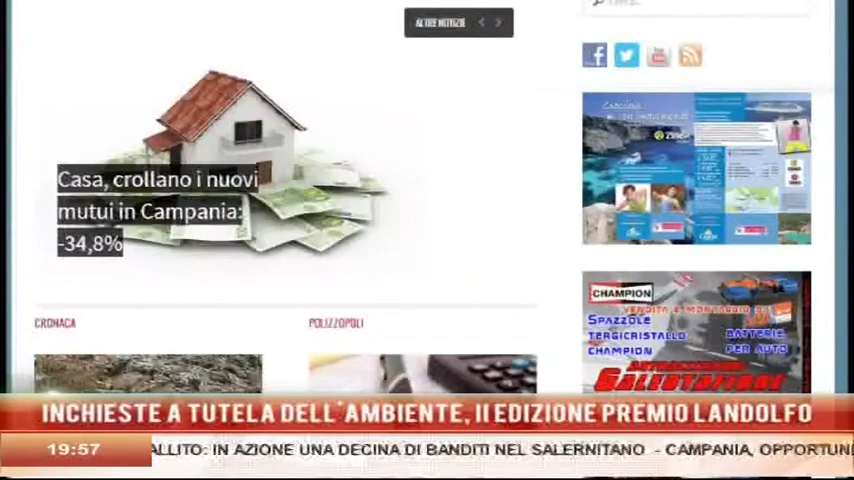 ALTRE NOTIZIE
Casa, crollano i nuovi
mutui in Campania:
-34,8%
CRONACA
POLIZZOPOLI
CHAMPION
VENDITA E MONTAGGIO DI
SPAZZOLE
TERGICRISTALLO
CHAMPION
BATTERIE
PER AUTO
INCHIESTE A TUTELA DELL'AMBIENTE, II EDIZIONE PREMIO LANDOLFO
19:57
ALLITO: IN AZIONE UNA DECINA DI BANDITI NEL SALERNITANO - CAMPANIA, OPPORTUN